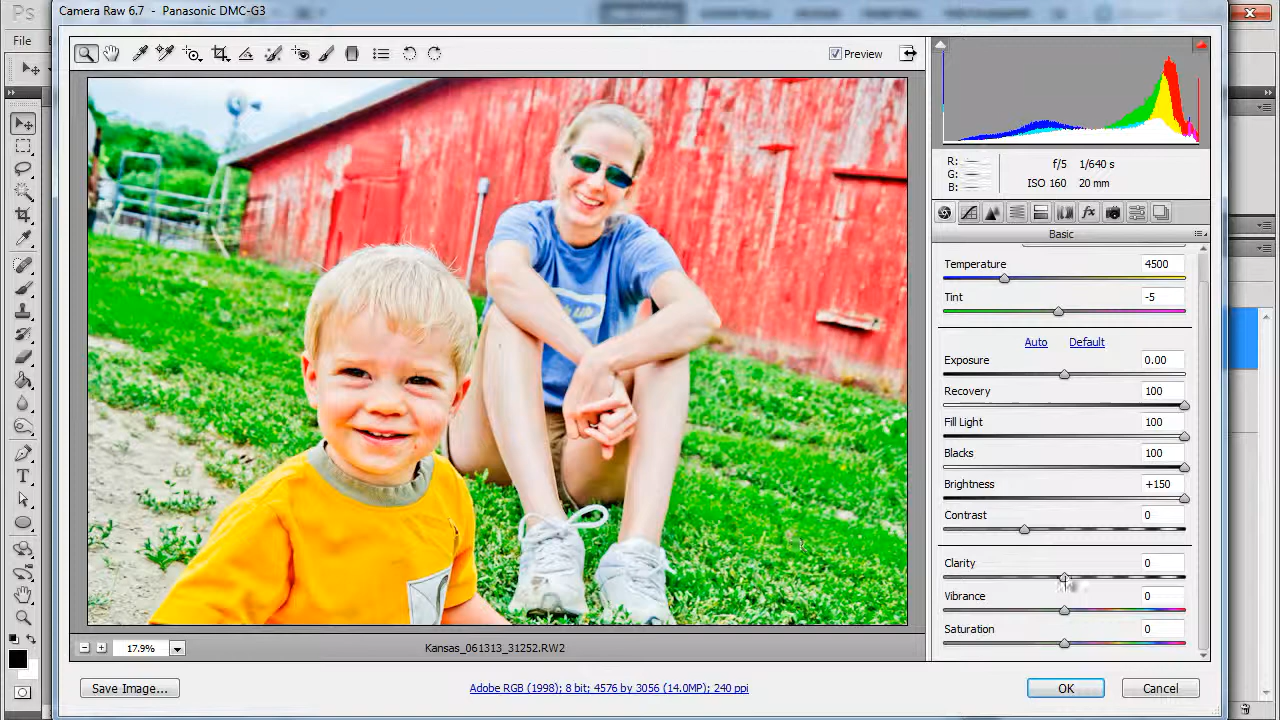 Camera Raw 6.7 - Panasonic DMC-G3
Ps
File
Preview
R:
G:
B:
f/5 1/640 s
ISO 160 20 mm
fx
Basic
Temperature 4500
Tint -5
Auto Default
Exposure 0.00
Recovery 100
Fill Light 100
Blacks 100
Brightness +150
Contrast 0
Clarity 0
Vibrance 0
Saturation 0
T
17.9%
Save Image...
Adobe RGB (1998); 8 bit; 4576 by 3056 (14.0MP); 240 ppi
OK
Cancel